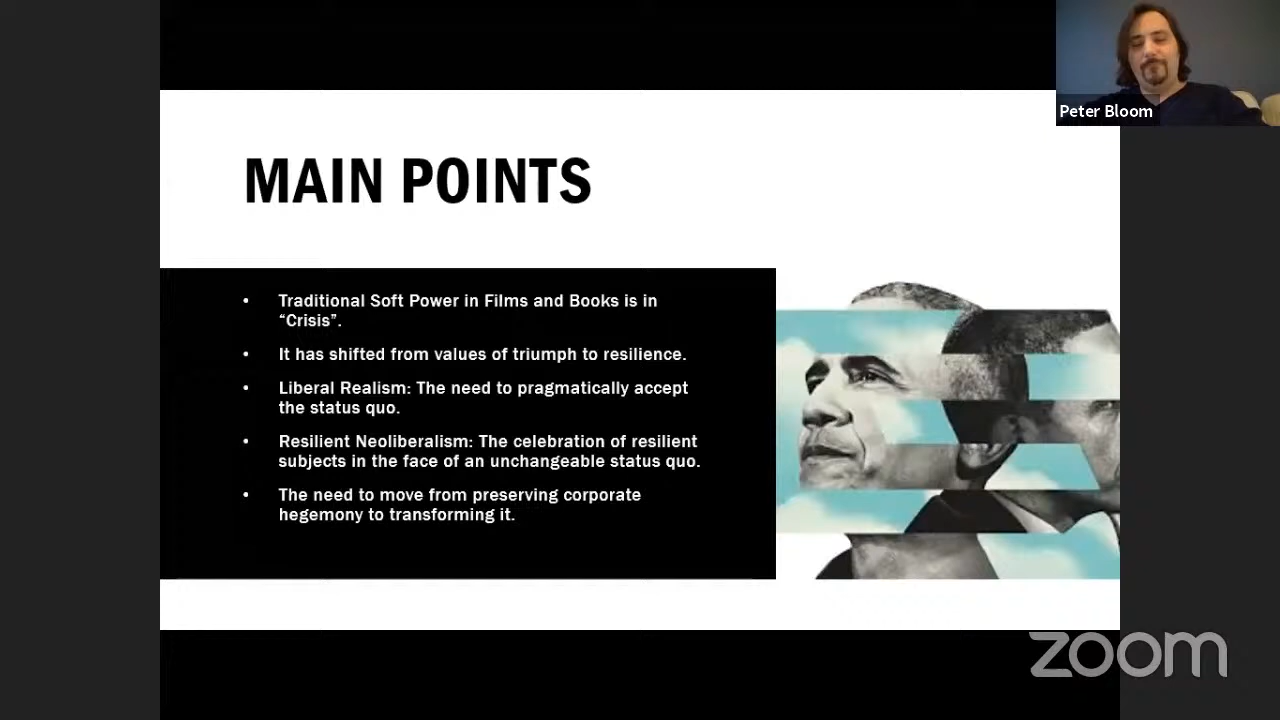 Peter Bloom
MAIN POINTS
• Traditional Soft Power in Films and Books is in
“Crisis”.
• It has shifted from values of triumph to resilience.
• Liberal Realism: The need to pragmatically accept
the status quo.
• Resilient Neoliberalism: The celebration of resilient
subjects in the face of an unchangeable status quo.
• The need to move from preserving corporate
hegemony to transforming it.
zoom